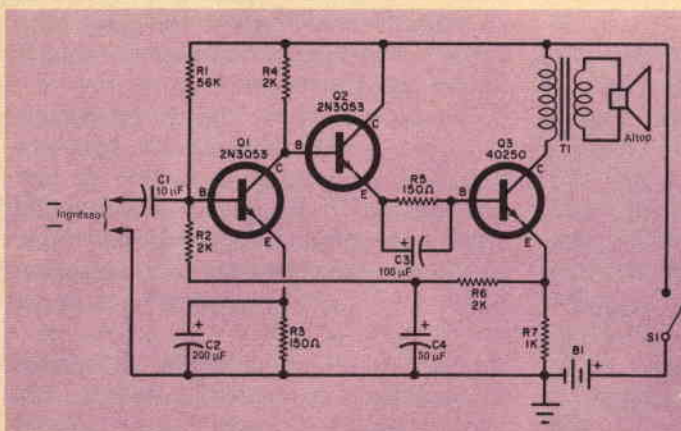 R1
56K
R4
2K
Q2
2N3053
C
B
E
Q1
2N3053
C
B
E
C1
10 µF
Ingresso
R2
2K
R5
150Ω
C3
100 µF
Q3
40250
C
B
E
T1
Altop.
R6
2K
R7
1K
C2
200 µF
R3
150Ω
C4
50 µF
B1
S1